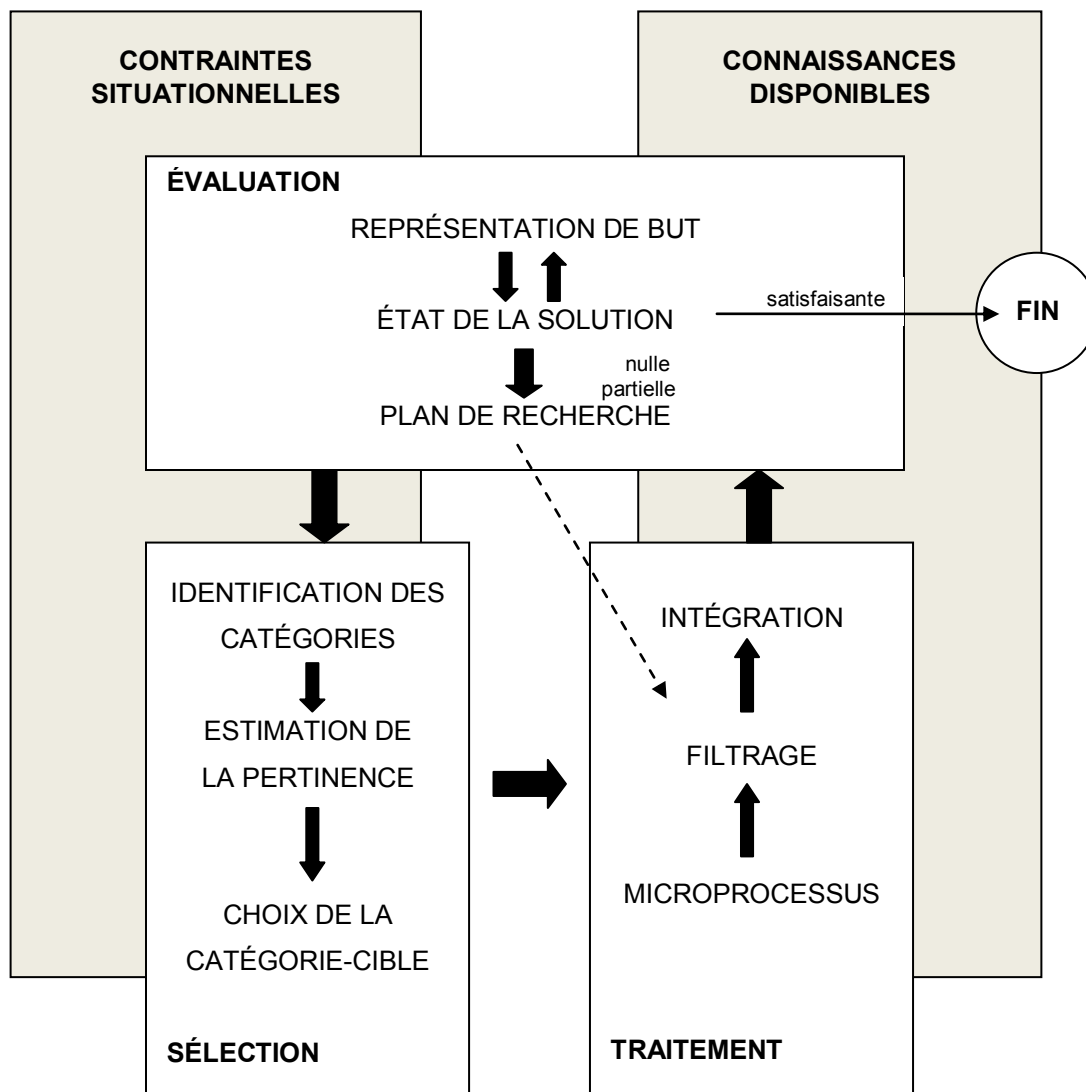 CONTRAINTES
SITUATIONNELLES
CONNAISSANCES
DISPONIBLES
ÉVALUATION
REPRÉSENTATION DE BUT
ÉTAT DE LA SOLUTION
satisfaisante
FIN
nulle
partielle
PLAN DE RECHERCHE
IDENTIFICATION DES
CATÉGORIES
ESTIMATION DE
LA PERTINENCE
CHOIX DE LA
CATÉGORIE-CIBLE
SÉLECTION
INTÉGRATION
FILTRAGE
MICROPROCESSUS
TRAITEMENT